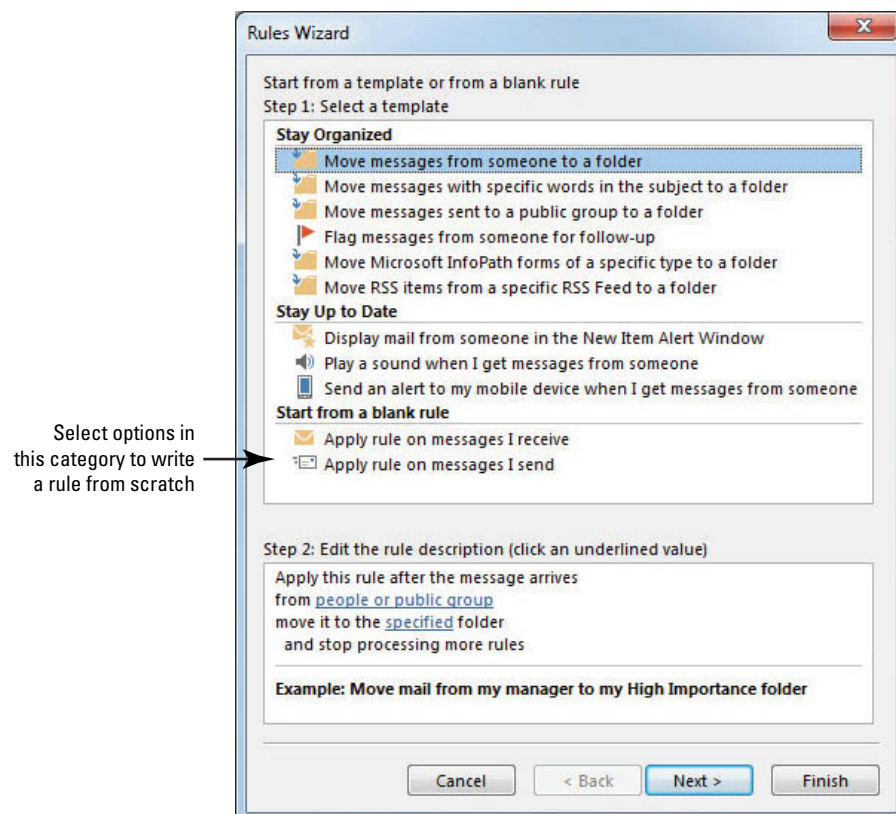 Rules Wizard
Start from a template or from a blank rule
Step 1: Select a template
Stay Organized
Move messages from someone to a folder
Move messages with specific words in the subject to a folder
Move messages sent to a public group to a folder
Flag messages from someone for follow-up
Move Microsoft InfoPath forms of a specific type to a folder
Move RSS items from a specific RSS Feed to a folder
Stay Up to Date
Display mail from someone in the New Item Alert Window
Play a sound when I get messages from someone
Send an alert to my mobile device when I get messages from someone
Start from a blank rule
Apply rule on messages I receive
Apply rule on messages I send
Select options in
this category to write
a rule from scratch
Step 2: Edit the rule description (click an underlined value)
Apply this rule after the message arrives
from people or public group
move it to the specified folder
and stop processing more rules
Example: Move mail from my manager to my High Importance folder
Cancel
< Back
Next >
Finish